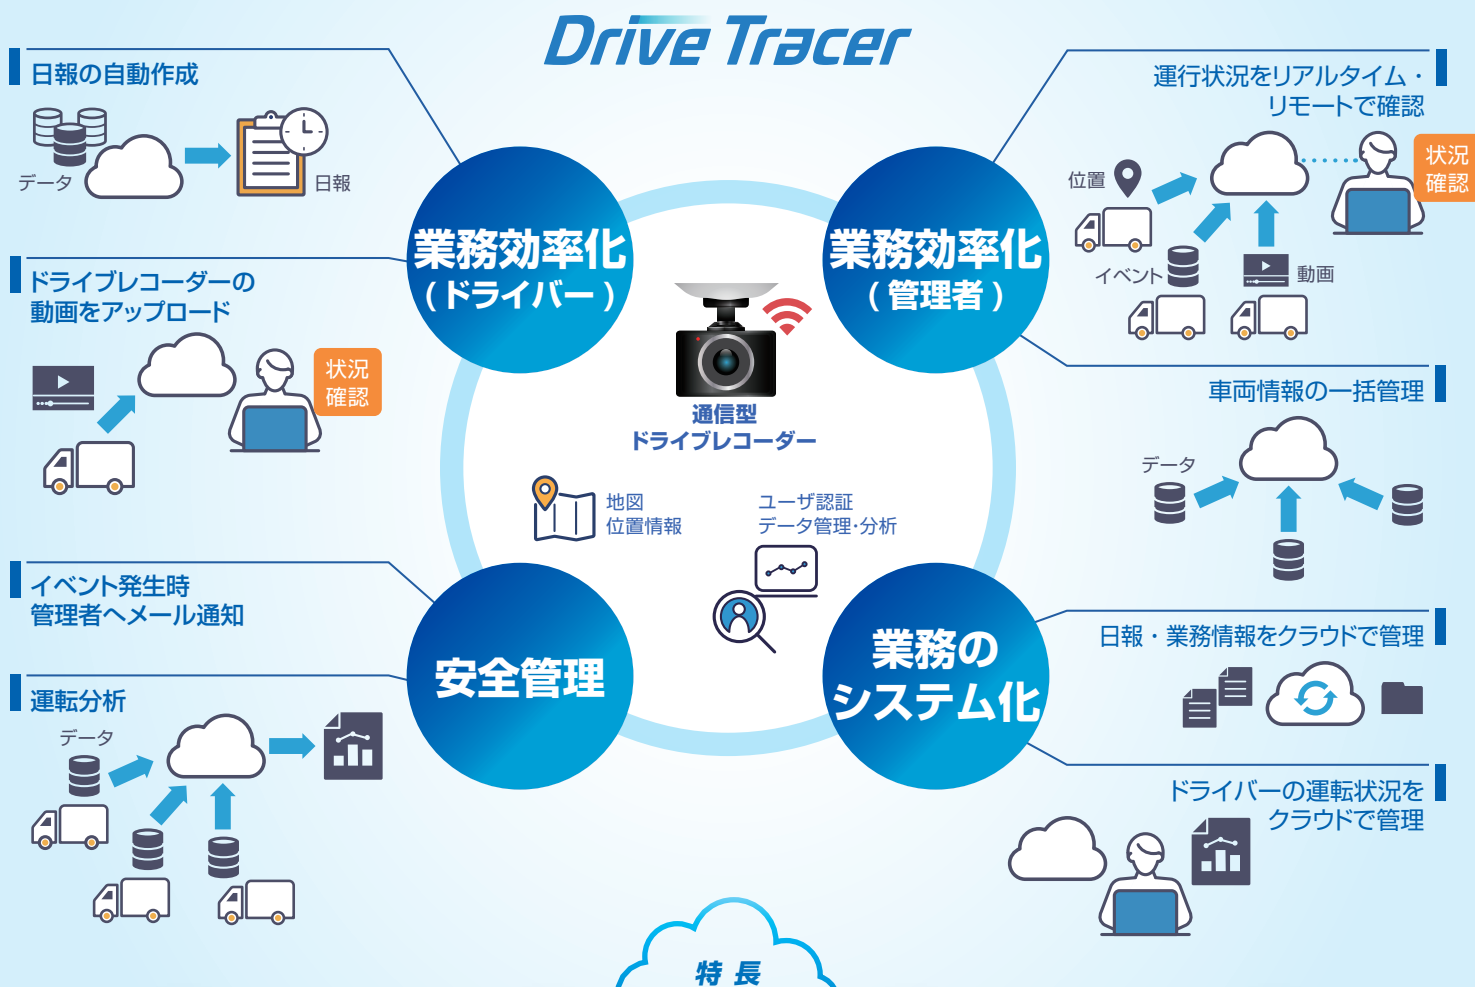 Drive Tracer
日報の自動作成
データ
日報
ドライブレコーダーの
動画をアップロード
状況
確認
イベント発生時
管理者へメール通知
運転分析
データ
業務効率化
(ドライバー)
業務効率化
(管理者)
通信型
ドライブレコーダー
地図
位置情報
ユーザ認証
データ管理・分析
安全管理
業務の
システム化
運行状況をリアルタイム・
リモートで確認
位置
状況
確認
イベント
動画
車両情報の一括管理
データ
日報・業務情報をクラウドで管理
ドライバーの運転状況を
クラウドで管理
特長